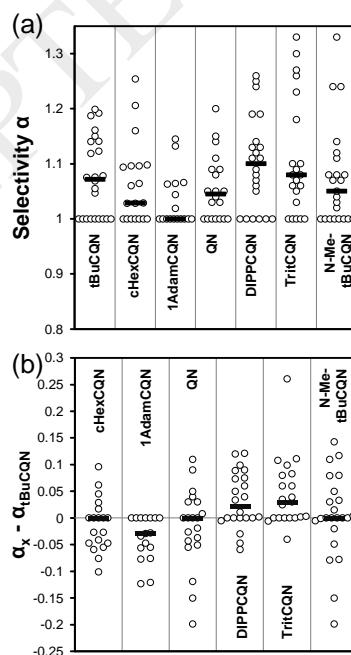 (a)
Selectivity α
1.3
1.2
1.1
1
0.9
0.8
tBuCQN
cHexCQN
1AdamCQN
QN
DIPPCQN
TritCQN
N-Me-
tBuCQN
(b)
αx - αtBuCQN
0.3
0.25
0.2
0.15
0.1
0.05
0
-0.05
-0.1
-0.15
-0.2
-0.25
cHexCQN
1AdamCQN
QN
DIPPCQN
TritCQN
N-Me-
tBuCQN